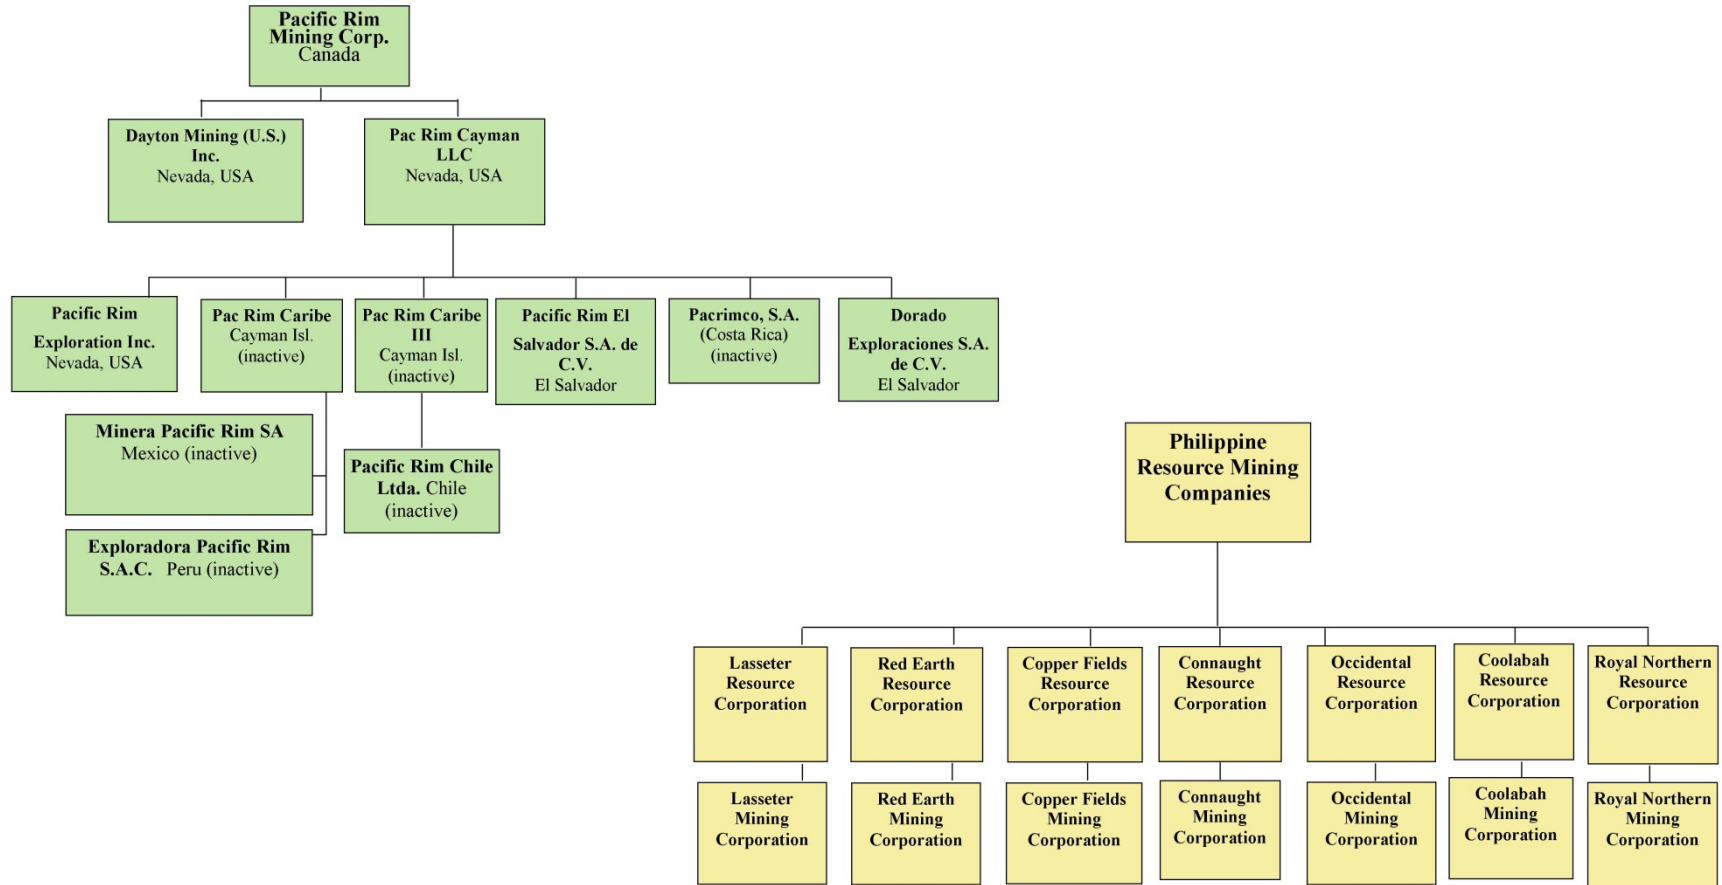 Pacific Rim
Mining Corp.
Canada
Dayton Mining (U.S.)
Inc.
Nevada, USA
Pac Rim Cayman
LLC
Nevada, USA
Pacific Rim
Exploration Inc.
Nevada, USA
Pac Rim Caribe
Cayman Isl.
(inactive)
Pac Rim Caribe
III
Cayman Isl.
(inactive)
Pacific Rim El
Salvador S.A. de
C.V.
El Salvador
Pacrimco, S.A.
(Costa Rica)
(inactive)
Dorado
Exploraciones S.A.
de C.V.
El Salvador
Minera Pacific Rim SA
Mexico (inactive)
Pacific Rim Chile
Ltda. Chile
(inactive)
Exploradora Pacific Rim
S.A.C. Peru (inactive)
Philippine
Resource Mining
Companies
Lasseter
Resource
Corporation
Red Earth
Resource
Corporation
Copper Fields
Resource
Corporation
Connaught
Resource
Corporation
Occidental
Resource
Corporation
Coolabah
Resource
Corporation
Royal Northern
Resource
Corporation
Lasseter
Mining
Corporation
Red Earth
Mining
Corporation
Copper Fields
Mining
Corporation
Connaught
Mining
Corporation
Occidental
Mining
Corporation
Coolabah
Mining
Corporation
Royal Northern
Mining
Corporation